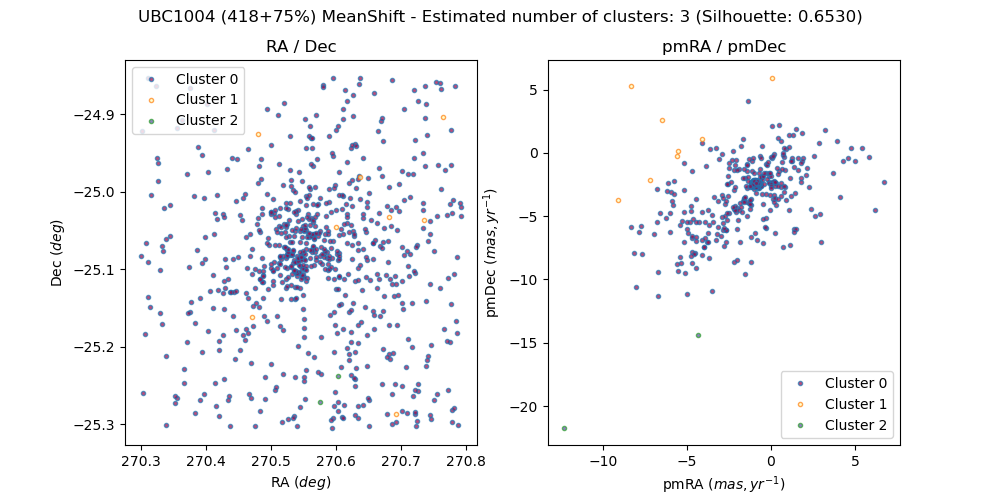 UBC1004 (418+75%) MeanShift - Estimated number of clusters: 3 (Silhouette: 0.6530)
RA / Dec
pmRA / pmDec
Cluster 0
Cluster 1
Cluster 2
−24.9
−25.0
−25.1
−25.2
−25.3
Dec (deg)
270.3 270.4 270.5 270.6 270.7 270.8
RA (deg)
5
0
−5
−10
−15
−20
pmDec (mas, yr⁻¹)
Cluster 0
Cluster 1
Cluster 2
−10 −5 0 5
pmRA (mas, yr⁻¹)